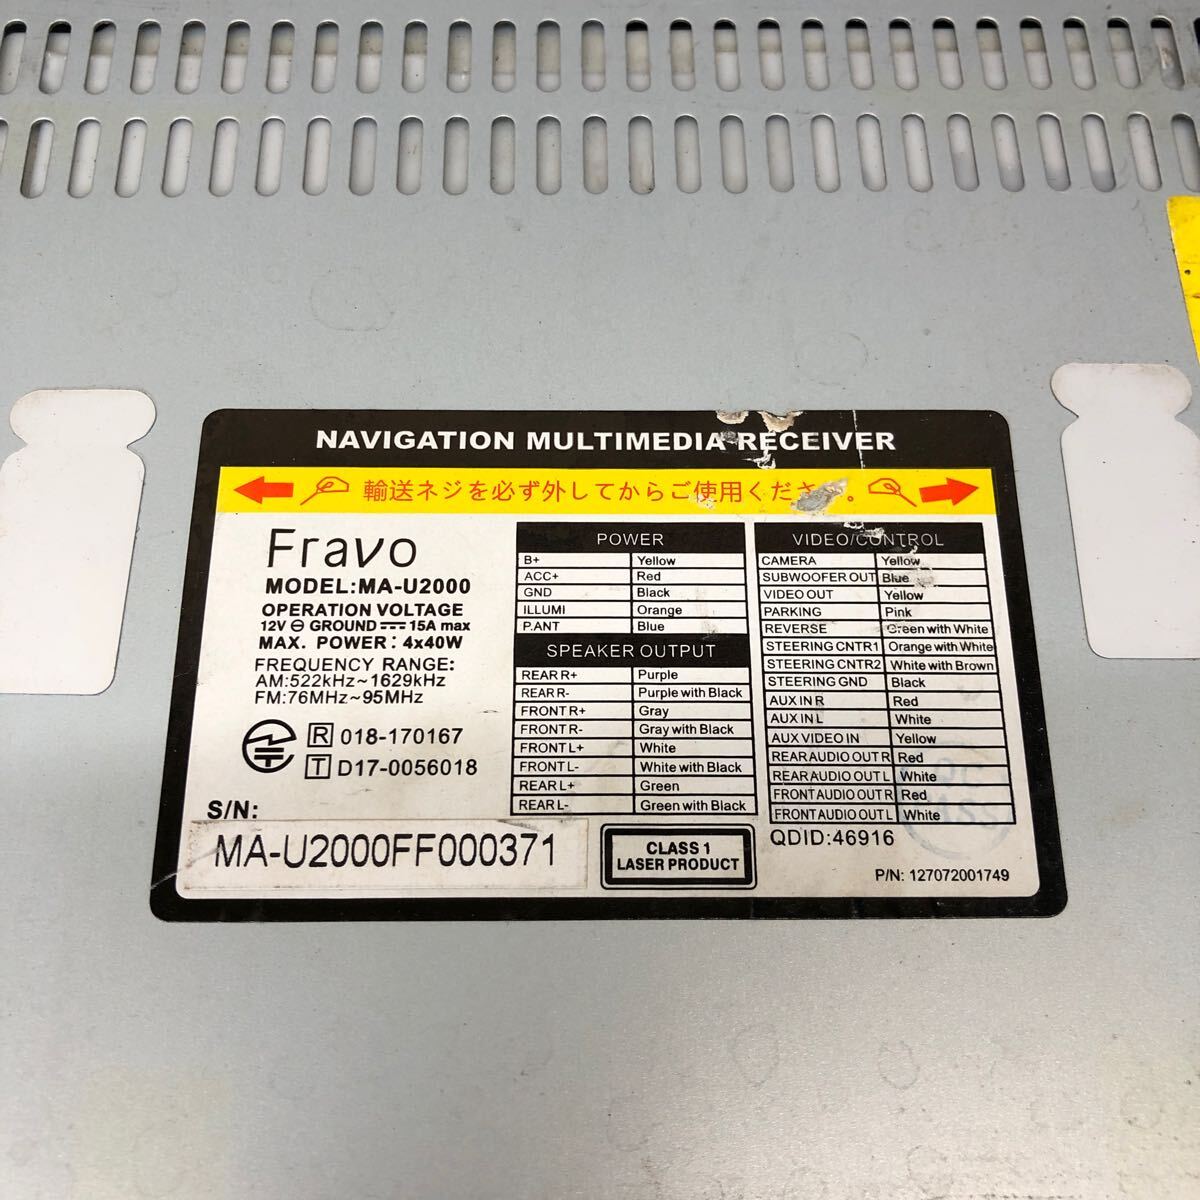 NAVIGATION MULTIMEDIA RECEIVER
輸送ネジを必ず外してからご使用ください。
Fravo
MODEL:MA-U2000
OPERATION VOLTAGE
12V ⊖ GROUND ⎓ 15A max
MAX. POWER: 4x40W
FREQUENCY RANGE:
AM:522kHz~1629kHz
FM:76MHz~95MHz
R 018-170167
T D17-0056018
S/N:
MA-U2000FF000371
POWER
B+ Yellow
ACC+ Red
GND Black
ILLUMI Orange
P.ANT Blue
SPEAKER OUTPUT
REAR R+ Purple
REAR R- Purple with Black
FRONT R+ Gray
FRONT R- Gray with Black
FRONT L+ White
FRONT L- White with Black
REAR L+ Green
REAR L- Green with Black
CLASS 1
LASER PRODUCT
VIDEO/CONTROL
CAMERA Yellow
SUBWOOFER OUT Blue
VIDEO OUT Yellow
PARKING Pink
REVERSE Green with White
STEERING CNTR1 Orange with White
STEERING CNTR2 White with Brown
STEERING GND Black
AUX IN R Red
AUX IN L White
AUX VIDEO IN Yellow
REAR AUDIO OUT R Red
REAR AUDIO OUT L White
FRONT AUDIO OUT R Red
FRONT AUDIO OUT L White
QDID:46916
P/N: 127072001749